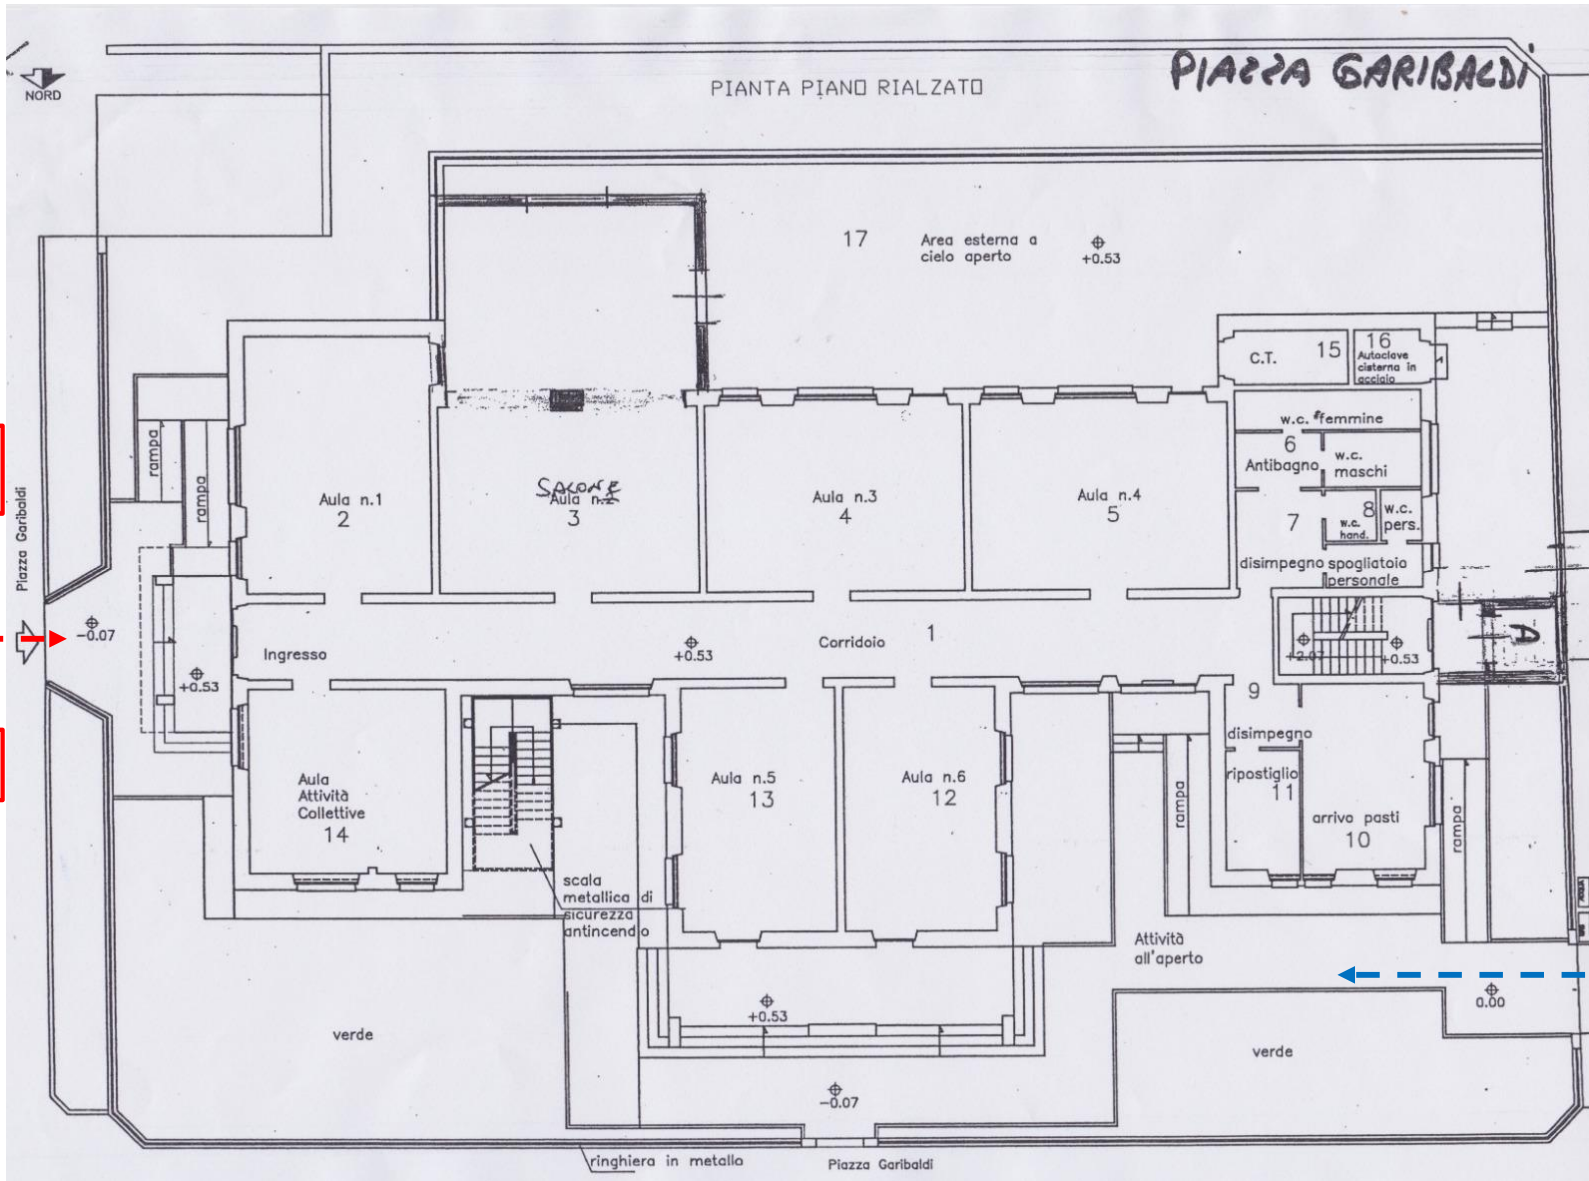 PIAZZA GARIBALDI
NORD
PIANTA PIANO RIALZATO
17
Area esterna a
cielo aperto
+0.53
C.T.
15
16
Autoclave
cisterna in
acciaio
w.c. femmine
6
Antibagno
w.c.
maschi
rampa
rampa
Aula n.1
2
SALONE
Aula n.2
3
Aula n.3
4
Aula n.4
5
7
8
w.c.
hand.
w.c.
pers.
disimpegno
spogliatoio
personale
Piazza Garibaldi
-0.07
+0.53
Ingresso
+0.53
Corridoio
1
+2.07
+0.53
D
9
disimpegno
ripostiglio
11
arrivo pasti
10
rampa
rampa
Aula
Attività
Collettive
14
Aula n.5
13
Aula n.6
12
scala
metallica di
sicurezza
antincendio
Attività
all'aperto
0.00
+0.53
verde
verde
-0.07
ringhiera in metallo
Piazza Garibaldi